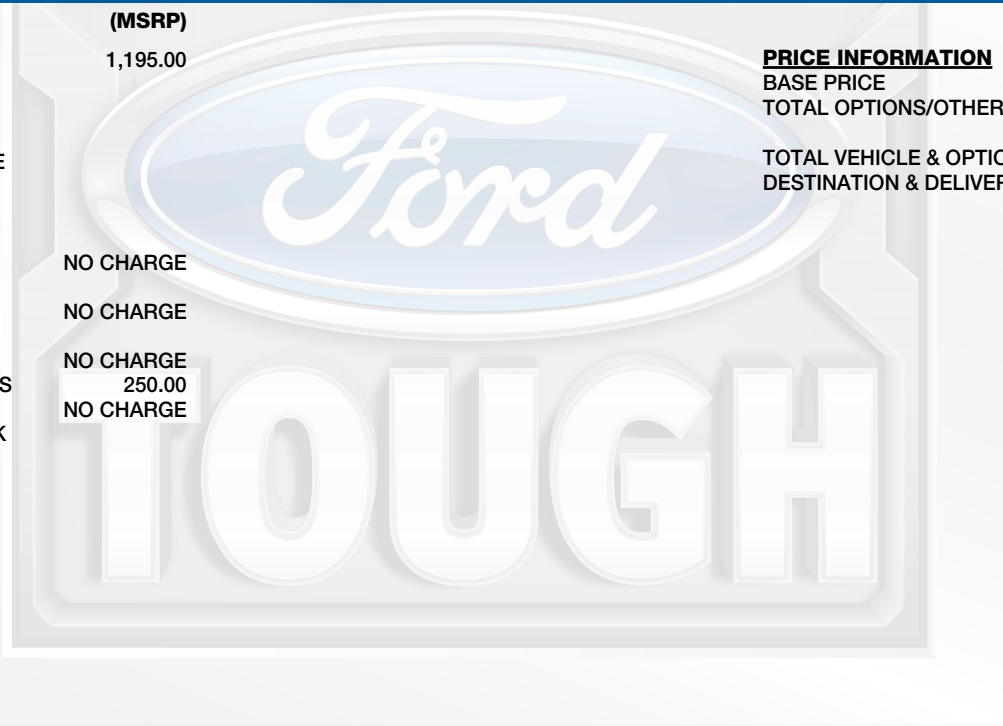 (MSRP)
1,195.00
E
NO CHARGE
NO CHARGE
NO CHARGE
S 250.00
NO CHARGE
K
PRICE INFORMATION
BASE PRICE
TOTAL OPTIONS/OTHER
TOTAL VEHICLE & OPTIO
DESTINATION & DELIVER
Ford
TOUGH